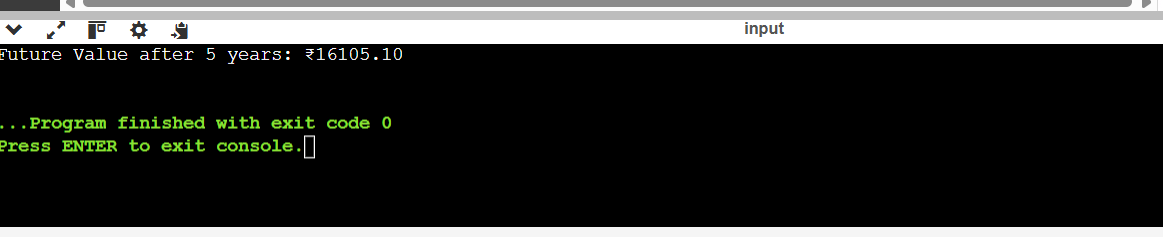 input
Future Value after 5 years: ₹16105.10
...Program finished with exit code 0
Press ENTER to exit console.